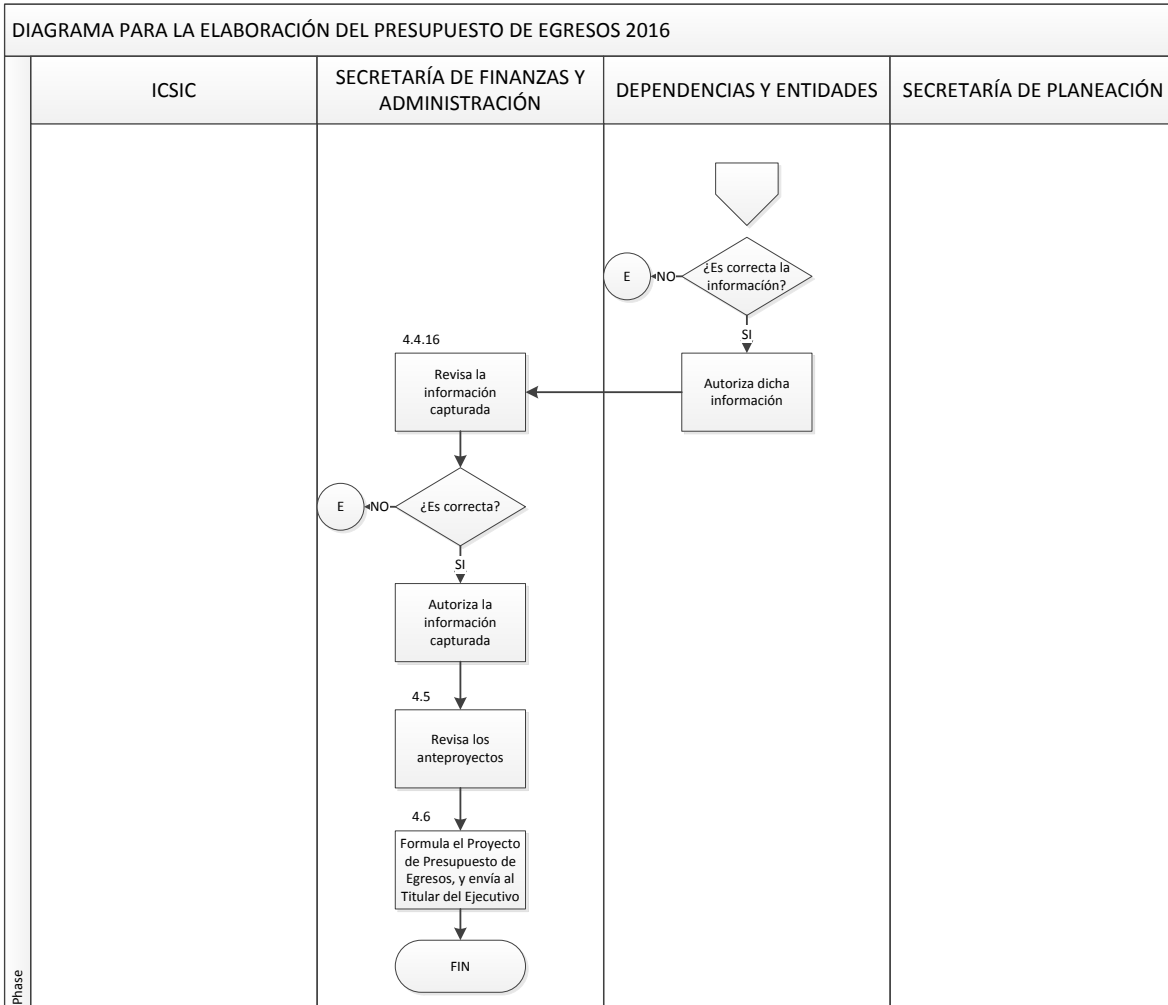 DIAGRAMA PARA LA ELABORACIÓN DEL PRESUPUESTO DE EGRESOS 2016
ICSIC
SECRETARÍA DE FINANZAS Y
ADMINISTRACIÓN
DEPENDENCIAS Y ENTIDADES
SECRETARÍA DE PLANEACIÓN
¿Es correcta la
información?
NO
E
SI
Autoriza dicha
información
4.4.16
Revisa la
información
capturada
¿Es correcta?
NO
E
SI
Autoriza la
información
capturada
4.5
Revisa los
anteproyectos
4.6
Formula el Proyecto
de Presupuesto de
Egresos, y envía al
Titular del Ejecutivo
FIN
Phase